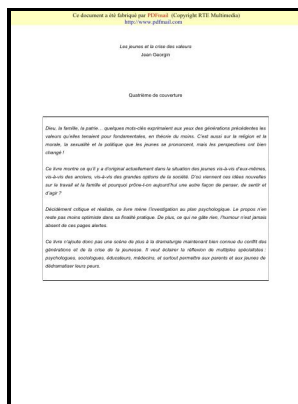 Ce document a été fabriqué par PDFmail (Copyright RTE Multimedia)
http://www.pdfmail.com
Les jeunes et la crise des valeurs
Jean Georgin
Quatrième de couverture
Dieu, la famille, la patrie... quelques mots-clés exprimaient aux yeux des générations précédentes les
valeurs qu'elles tenaient pour fondamentales, en théorie du moins. C'est aussi sur la religion et la
morale, la sexualité et la politique que les jeunes se prononcent, mais les perspectives ont bien
changé !
Ce livre montre ce qu'il y a d'original actuellement dans la situation des jeunes vis-à-vis d'eux-mêmes,
vis-à-vis des anciens, vis-à-vis des grandes options de la société. D'où viennent ces idées nouvelles
sur le travail et la famille et pourquoi prône-t-on aujourd'hui une autre façon de penser, de sentir et
d'agir ?
Décidément critique et réaliste, ce livre mène l'investigation au plan psychologique. Le propos n'en
reste pas moins optimiste dans sa finalité pratique. De plus, ce qui ne gâte rien, l'humour n'est jamais
absent de ces pages alertes.
Ce livre n'ajoute donc pas une scène de plus à la dramaturgie maintenant bien connue du conflit des
générations et de la crise de la jeunesse. Il veut éclairer la réflexion de multiples spécialistes :
psychologues, sociologues, éducateurs, médecins, et surtout permettre aux parents et aux jeunes de
dédramatiser leurs peurs.